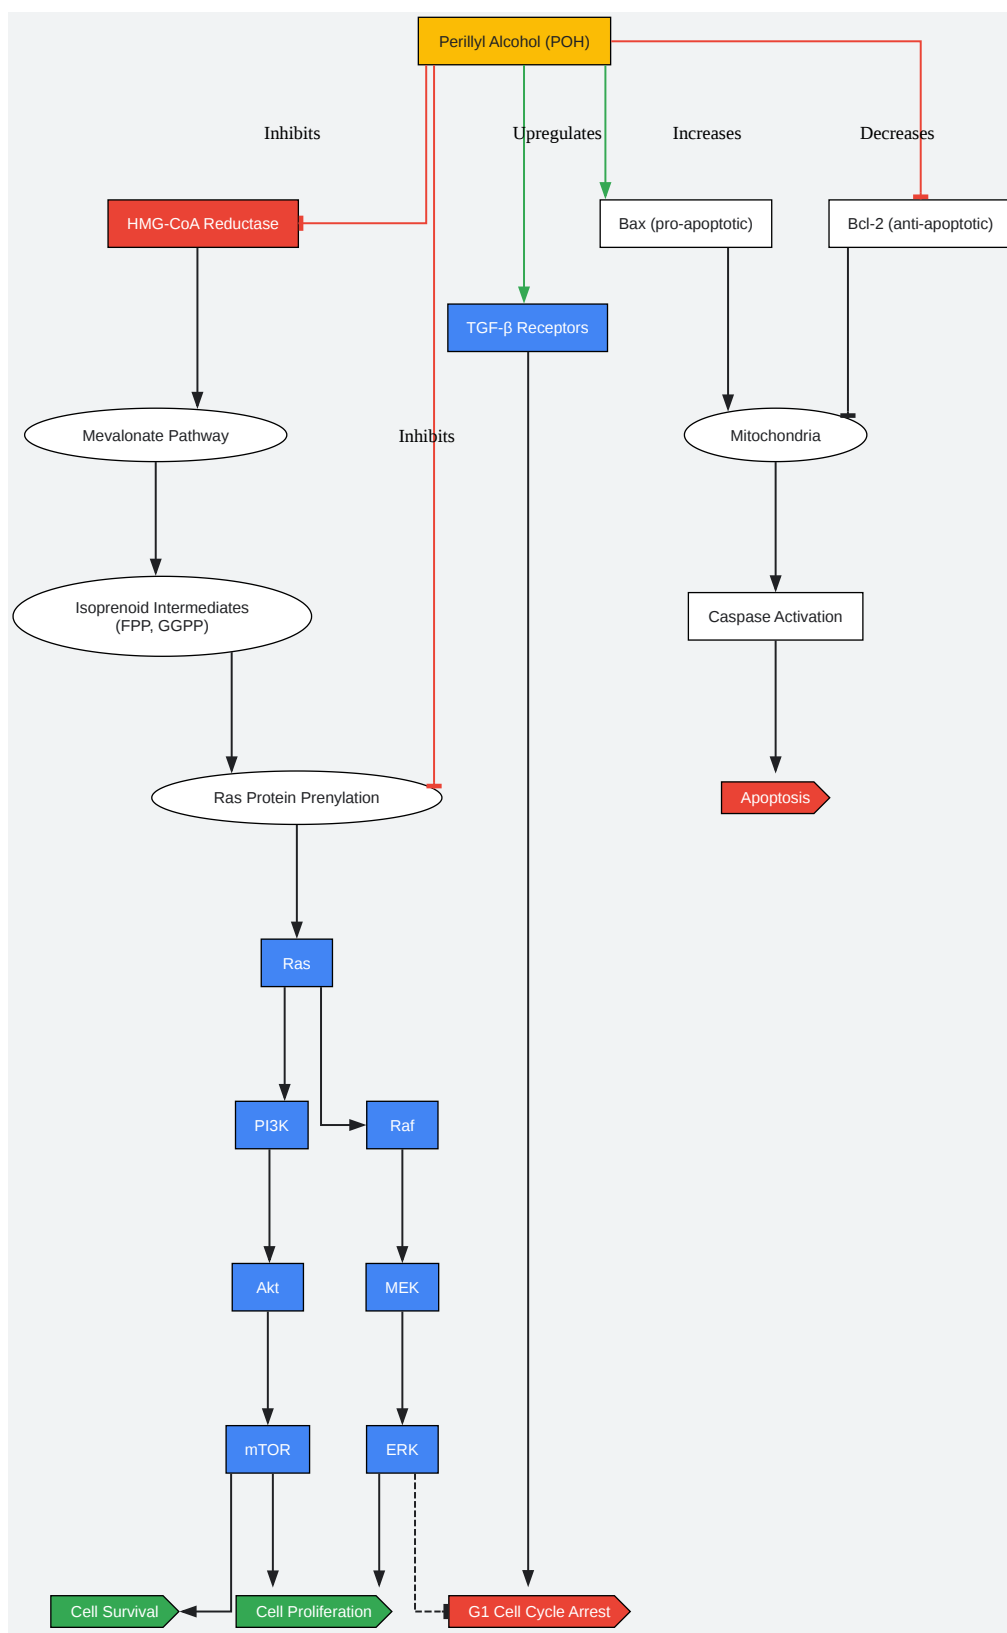 Perillyl Alcohol (POH)
Inhibits
Upregulates
Increases
Decreases
HMG-CoA Reductase
Bax (pro-apoptotic)
Bcl-2 (anti-apoptotic)
TGF-β Receptors
Mevalonate Pathway
Inhibits
Mitochondria
Isoprenoid Intermediates
(FPP, GGPP)
Caspase Activation
Ras Protein Prenylation
Apoptosis
Ras
PI3K
Raf
Akt
MEK
mTOR
ERK
Cell Survival
Cell Proliferation
G1 Cell Cycle Arrest